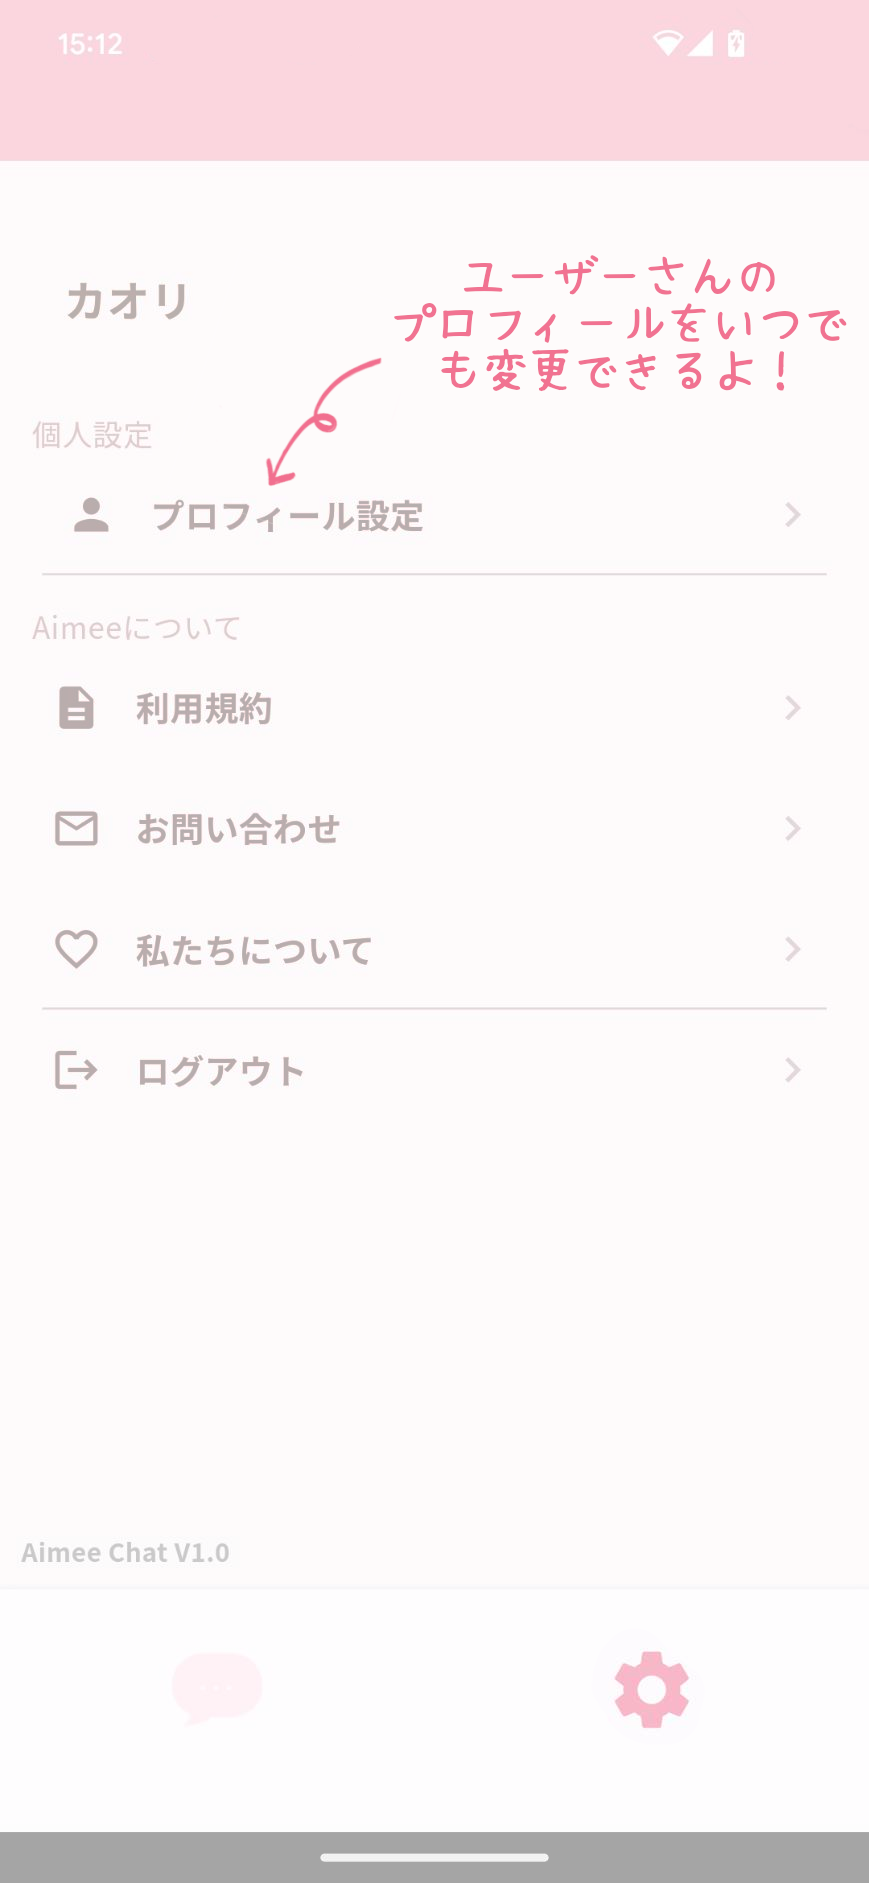 15:12
カオリ
ユーザーさんの
プロフィールをいつで
も変更できるよ！
個人設定
プロフィール設定
Aimeeについて
利用規約
お問い合わせ
私たちについて
ログアウト
Aimee Chat V1.0